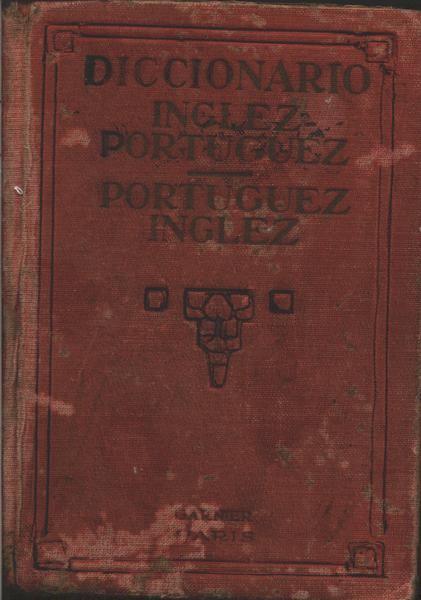 DICCIONARIO
INGLEZ
PORTUGUEZ
PORTUGUEZ
INGLEZ
GARNIER
PARIS